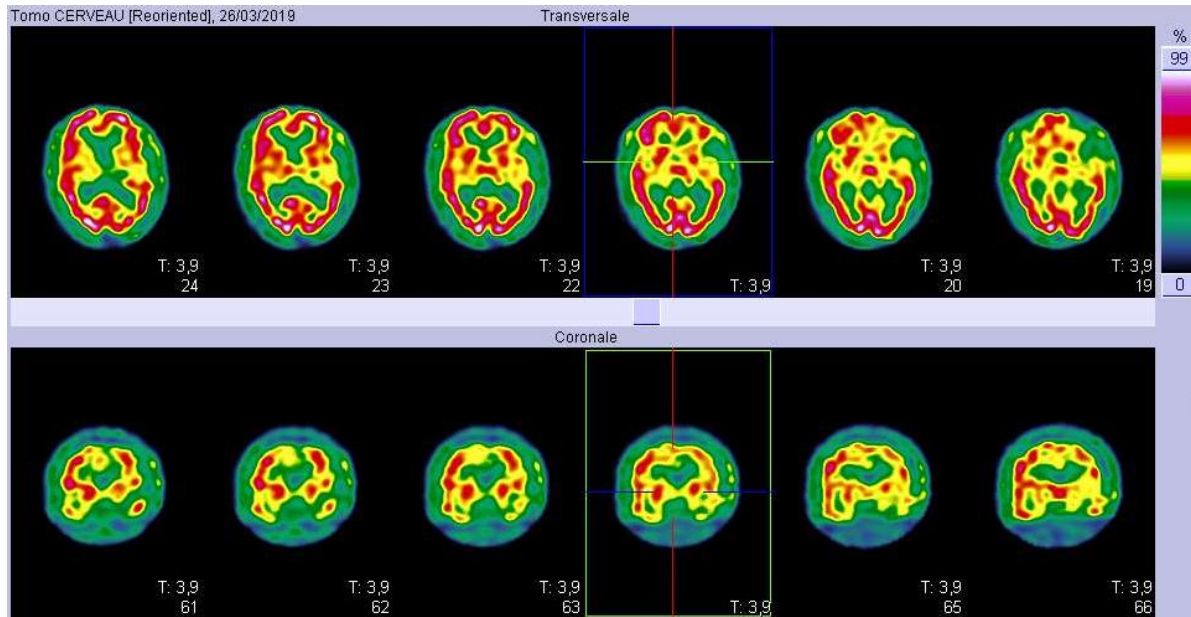 Tomo CERVEAU [Reoriented], 26/03/2019 Transversale
%
99
T: 3,9 T: 3,9 T: 3,9 T: 3,9 T: 3,9 T: 3,9
24 23 22 20 19
0
Coronale
T: 3,9 T: 3,9 T: 3,9 T: 3,9 T: 3,9 T: 3,9
61 62 63 65 66